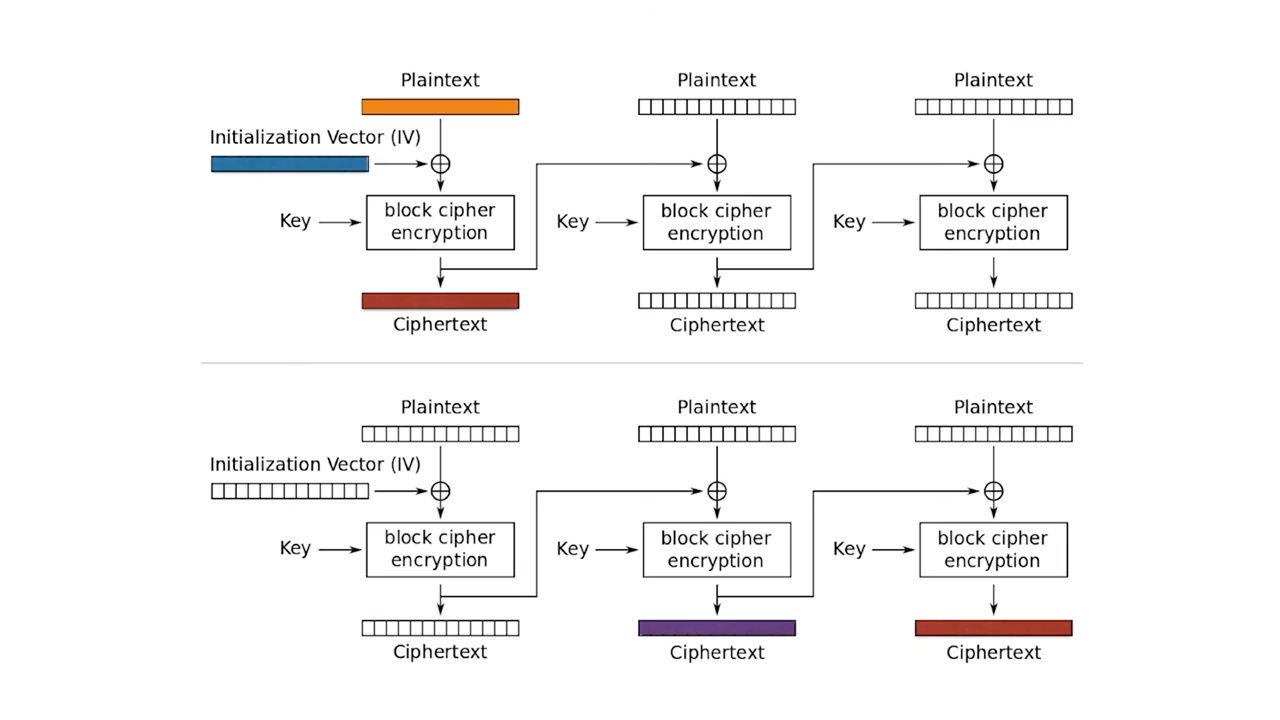 Plaintext
Plaintext
Plaintext
Initialization Vector (IV)
Key
block cipher
encryption
Key
block cipher
encryption
Key
block cipher
encryption
Ciphertext
Ciphertext
Ciphertext
Plaintext
Plaintext
Plaintext
Initialization Vector (IV)
Key
block cipher
encryption
Key
block cipher
encryption
Key
block cipher
encryption
Ciphertext
Ciphertext
Ciphertext